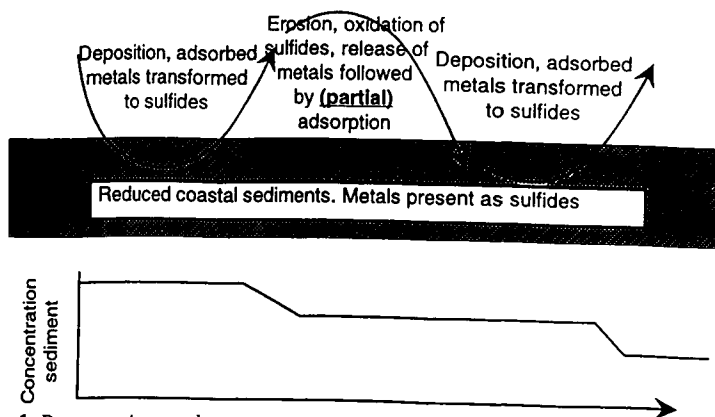 Deposition, adsorbed
metals transformed
to sulfides
Erosion, oxidation of
sulfides, release of
metals followed
by (partial)
adsorption
Deposition, adsorbed
metals transformed
to sulfides
Reduced coastal sediments. Metals present as sulfides
Concentration
sediment